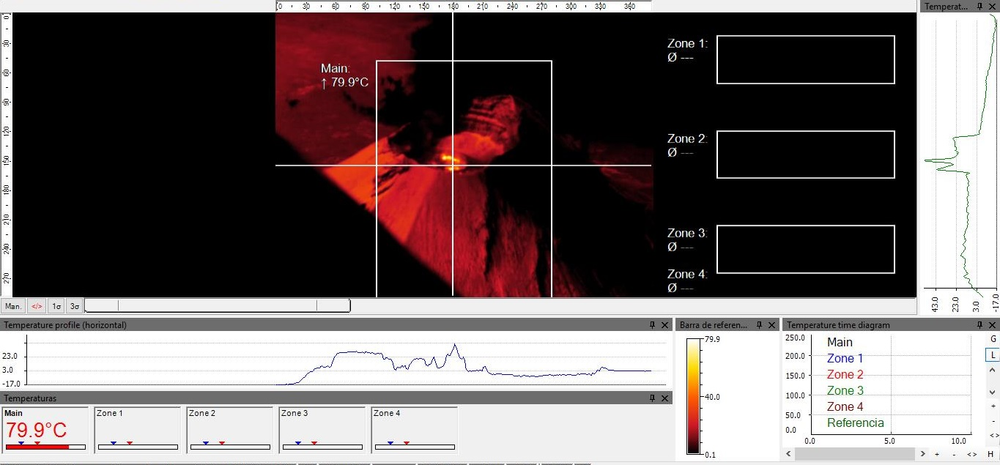 0 30 60 90 120 150 180 210 240 270 300 330 360
Temperat...
0
30
60
90
120
150
180
210
240
270
Main:
↑ 79.9°C
Zone 1:
Ø ---
Zone 2:
Ø ---
Zone 3:
Ø ---
Zone 4:
Ø ---
43.0 23.0 3.0 -17.0
Man. </> 1σ 3σ
Temperature profile (horizontal)
23.0
3.0
-17.0
Barra de referen...
79.9
40.0
0.1
Temperature time diagram
250.0
200.0
150.0
100.0
50.0
0.0
Main
Zone 1
Zone 2
Zone 3
Zone 4
Referencia
0.0 5.0 10.0
G
L
+
-
<>
< > + - <> H
Temperaturas
Main
79.9°C
Zone 1
Zone 2
Zone 3
Zone 4